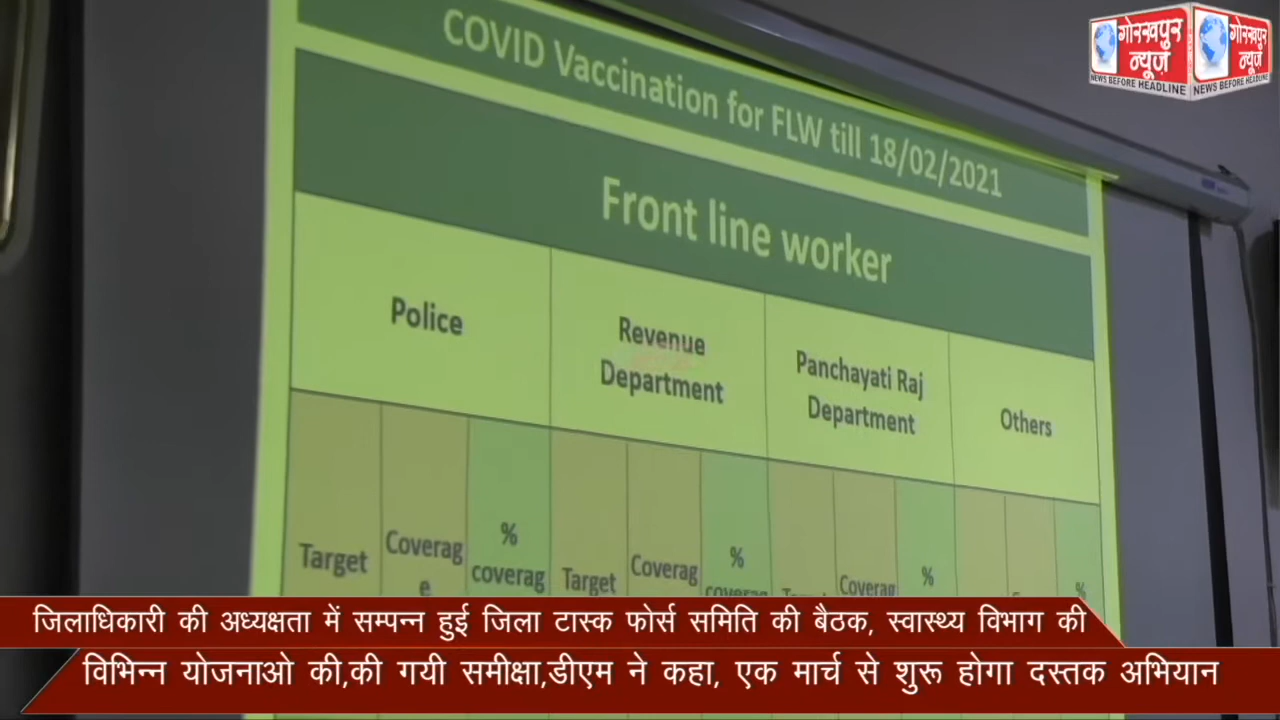 गोरखपुर गोरखपुर
न्यूज़ न्यूज़
NEWS BEFORE HEADLINE NEWS BEFORE HEADLINE
COVID Vaccination for FLW till 18/02/2021
Front line worker
Police
Revenue
Department
Panchayati Raj
Department
Others
Target
Coverag
e
%
coverag
Target
Coverag
%
coverag
Coverag
%
%
जिलाधिकारी की अध्यक्षता में सम्पन्न हुई जिला टास्क फोर्स समिति की बैठक, स्वास्थ्य विभाग की
विभिन्न योजनाओ की,की गयी समीक्षा,डीएम ने कहा, एक मार्च से शुरू होगा दस्तक अभियान